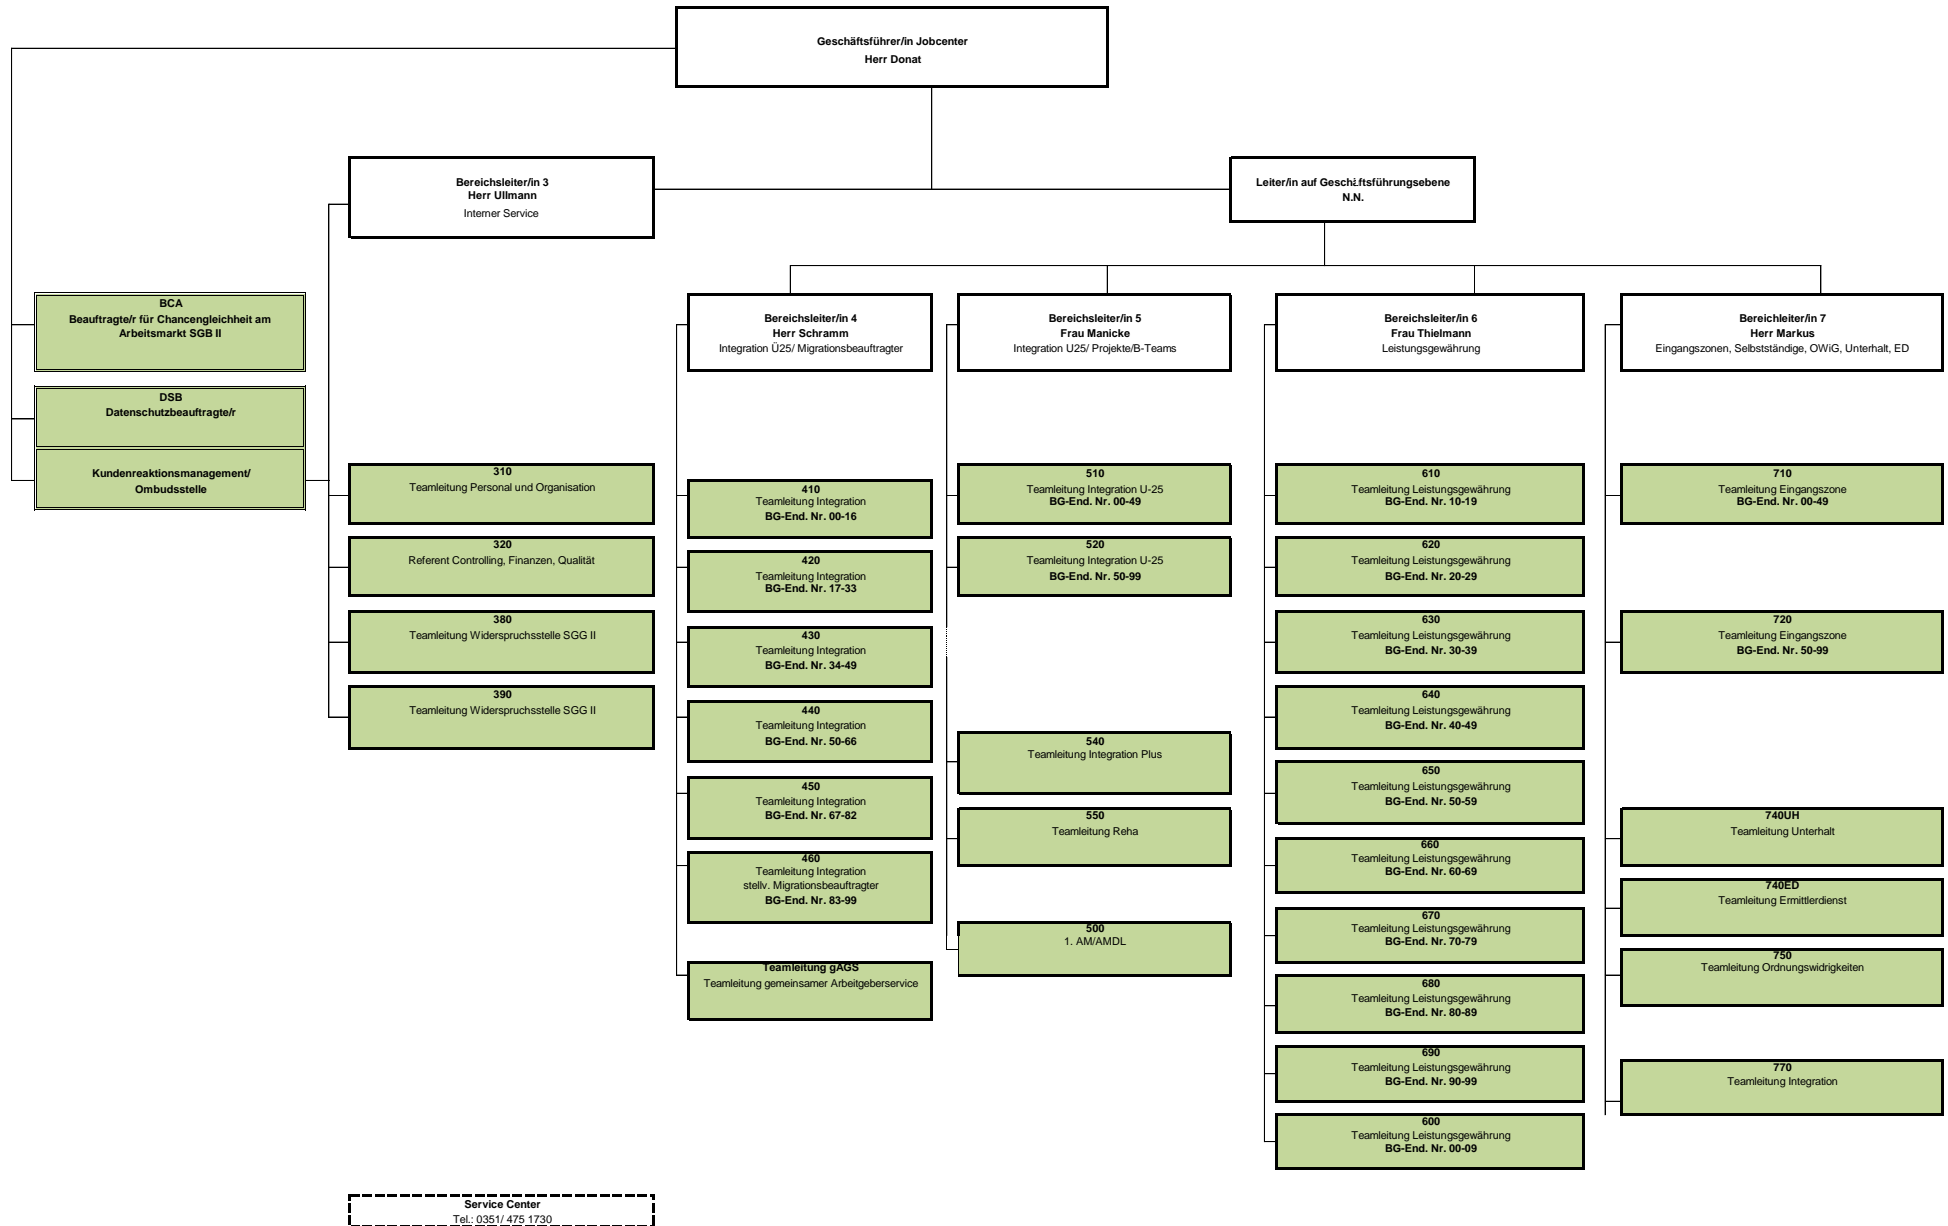 Geschäftsführer/in Jobcenter
Herr Donat
Bereichsleiter/in 3
Herr Ullmann
Interner Service
Leiter/in auf Geschäftsführungsebene
N.N.
BCA
Beauftragte/r für Chancengleichheit am
Arbeitsmarkt SGB II
DSB
Datenschutzbeauftragte/r
Kundenreaktionsmanagement/
Ombudsstelle
Bereichsleiter/in 4
Herr Schramm
Integration Ü25/ Migrationsbeauftragter
Bereichsleiter/in 5
Frau Manicke
Integration U25/ Projekte/B-Teams
Bereichsleiter/in 6
Frau Thielmann
Leistungsgewährung
Bereichleiter/in 7
Herr Markus
Eingangszonen, Selbstständige, OWiG, Unterhalt, ED
310
Teamleitung Personal und Organisation
320
Referent Controlling, Finanzen, Qualität
380
Teamleitung Widerspruchsstelle SGG II
390
Teamleitung Widerspruchsstelle SGG II
410
Teamleitung Integration
BG-End. Nr. 00-16
420
Teamleitung Integration
BG-End. Nr. 17-33
430
Teamleitung Integration
BG-End. Nr. 34-49
440
Teamleitung Integration
BG-End. Nr. 50-66
450
Teamleitung Integration
BG-End. Nr. 67-82
460
Teamleitung Integration
stellv. Migrationsbeauftragter
BG-End. Nr. 83-99
Teamleitung gAGS
Teamleitung gemeinsamer Arbeitgeberservice
510
Teamleitung Integration U-25
BG-End. Nr. 00-49
520
Teamleitung Integration U-25
BG-End. Nr. 50-99
540
Teamleitung Integration Plus
550
Teamleitung Reha
500
1. AM/AMDL
610
Teamleitung Leistungsgewährung
BG-End. Nr. 10-19
620
Teamleitung Leistungsgewährung
BG-End. Nr. 20-29
630
Teamleitung Leistungsgewährung
BG-End. Nr. 30-39
640
Teamleitung Leistungsgewährung
BG-End. Nr. 40-49
650
Teamleitung Leistungsgewährung
BG-End. Nr. 50-59
660
Teamleitung Leistungsgewährung
BG-End. Nr. 60-69
670
Teamleitung Leistungsgewährung
BG-End. Nr. 70-79
680
Teamleitung Leistungsgewährung
BG-End. Nr. 80-89
690
Teamleitung Leistungsgewährung
BG-End. Nr. 90-99
600
Teamleitung Leistungsgewährung
BG-End. Nr. 00-09
710
Teamleitung Eingangszone
BG-End. Nr. 00-49
720
Teamleitung Eingangszone
BG-End. Nr. 50-99
740UH
Teamleitung Unterhalt
740ED
Teamleitung Ermittlerdienst
750
Teamleitung Ordnungswidrigkeiten
770
Teamleitung Integration
Service Center
Tel.: 0351/ 475 1730